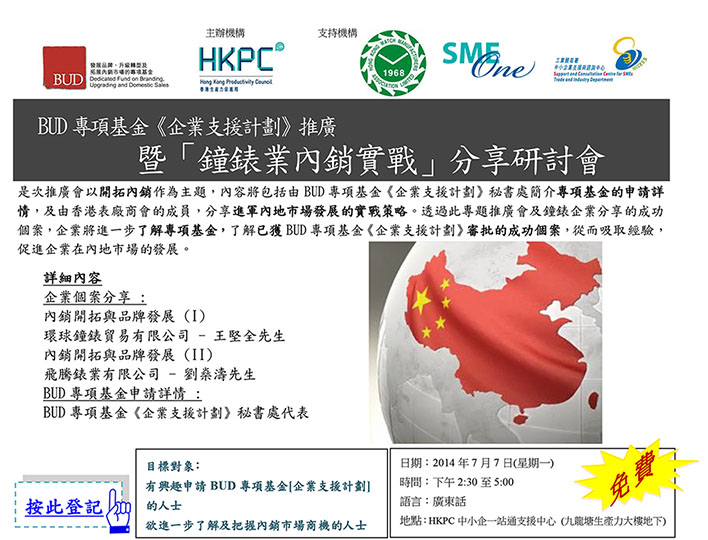 主辦機構
支持機構
BUD
發展品牌、升級轉型及
拓展內銷市場的專項基金
Dedicated Fund on Branding,
Upgrading and Domestic Sales
HKPC
Hong Kong Productivity Council
香港生產力促進局
HONG KONG WATCH MANUFACTURERS
ASSOCIATION LIMITED
1968
SME
One
工業貿易署
中小企業支援與諮詢中心
Support and Consultation Centre for SMEs
Trade and Industry Department
BUD 專項基金《企業支援計劃》推廣
暨「鐘錶業內銷實戰」分享研討會
是次推廣會以開拓內銷作為主題，內容將包括由 BUD 專項基金《企業支援計劃》秘書處簡介專項基金的申請詳
情，及由香港表廠商會的成員，分享進軍內地市場發展的實戰策略。透過此專題推廣會及鐘錶企業分享的成功
個案，企業將進一步了解專項基金，了解已獲 BUD 專項基金《企業支援計劃》審批的成功個案，從而吸取經驗，
促進企業在內地市場的發展。
詳細內容
企業個案分享 :
內銷開拓與品牌發展 (I)
環球鐘錶貿易有限公司 - 王堅全先生
內銷開拓與品牌發展 (II)
飛騰錶業有限公司 - 劉燊濤先生
BUD 專項基金申請詳情 :
BUD 專項基金《企業支援計劃》秘書處代表
按此登記
目標對象:
有興趣申請 BUD 專項基金[企業支援計劃]
的人士
欲進一步了解及把握內銷市場商機的人士
日期：2014 年 7 月 7 日(星期一)
時間：下午 2:30 至 5:00
語言：廣東話
地點：HKPC 中小企一站通支援中心 (九龍塘生產力大樓地下)
免費